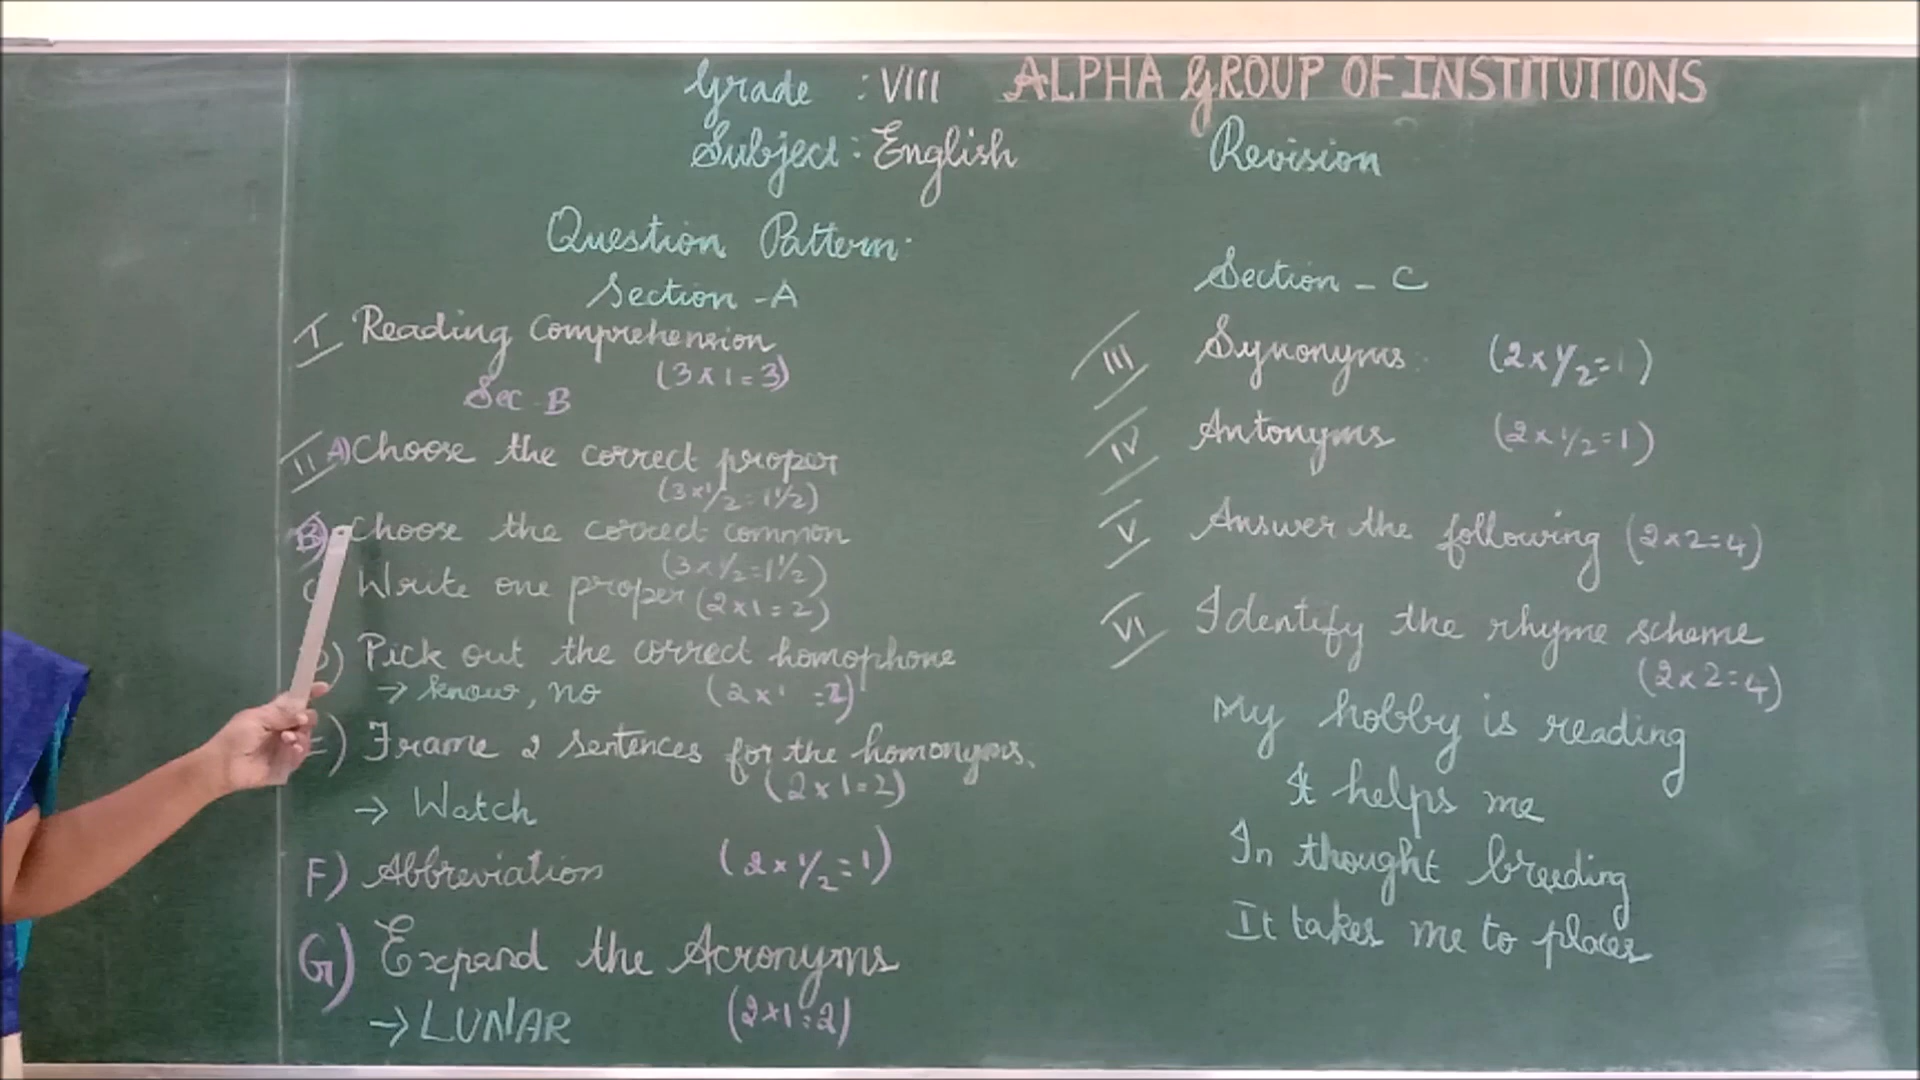 Grade : VIII ALPHA GROUP OF INSTITUTIONS
Subject : English Revision
Question Pattern.
Section - A
I Reading Comprehension
(3 x 1 = 3)
Sec - B
II A) Choose the correct proper
(3 x 1/2 = 1 1/2)
B) Choose the correct common
(3 x 1/2 = 1 1/2)
C Write one proper (2 x 1 = 2)
) Pick out the correct homophone
→ know, no (2 x 1 = 2)
E) Frame 2 sentences for the homonyms.
(2 x 1 = 2)
→ Watch
F) Abbreviation (2 x 1/2 = 1)
G) Expand the Acronyms
→ LUNAR (2 x 1 = 2)
Section - C
III Synonyms (2 x 1/2 = 1)
IV Antonyms (2 x 1/2 = 1)
V Answer the following (2 x 2 = 4)
VI Identify the rhyme scheme
(2 x 2 = 4)
My hobby is reading
It helps me
In thought breeding
It takes me to places